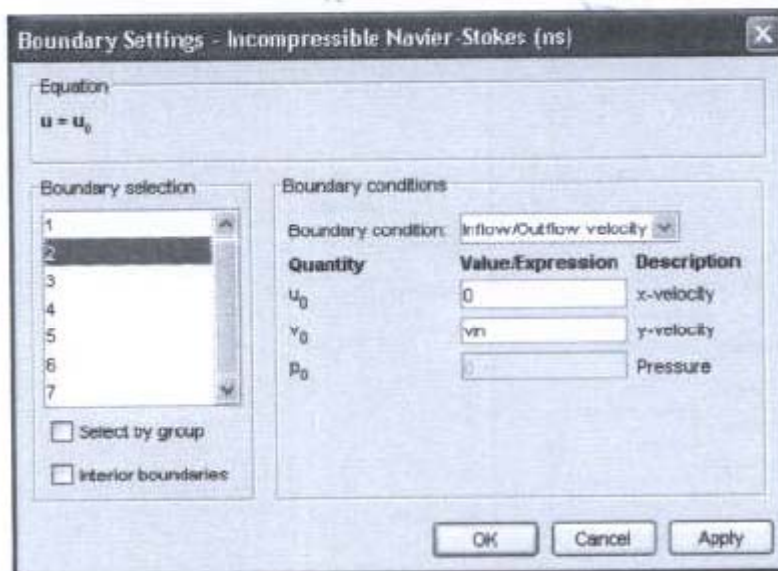 Boundary Settings - Incompressible Navier-Stokes (ns)
Equation
u = u0
Boundary selection
1
2
3
4
5
6
7
Select by group
Interior boundaries
Boundary conditions
Boundary condition: Inflow/Outflow velocity
Quantity Value/Expression Description
u0 0 x-velocity
v0 vin y-velocity
p0 0 Pressure
OK Cancel Apply